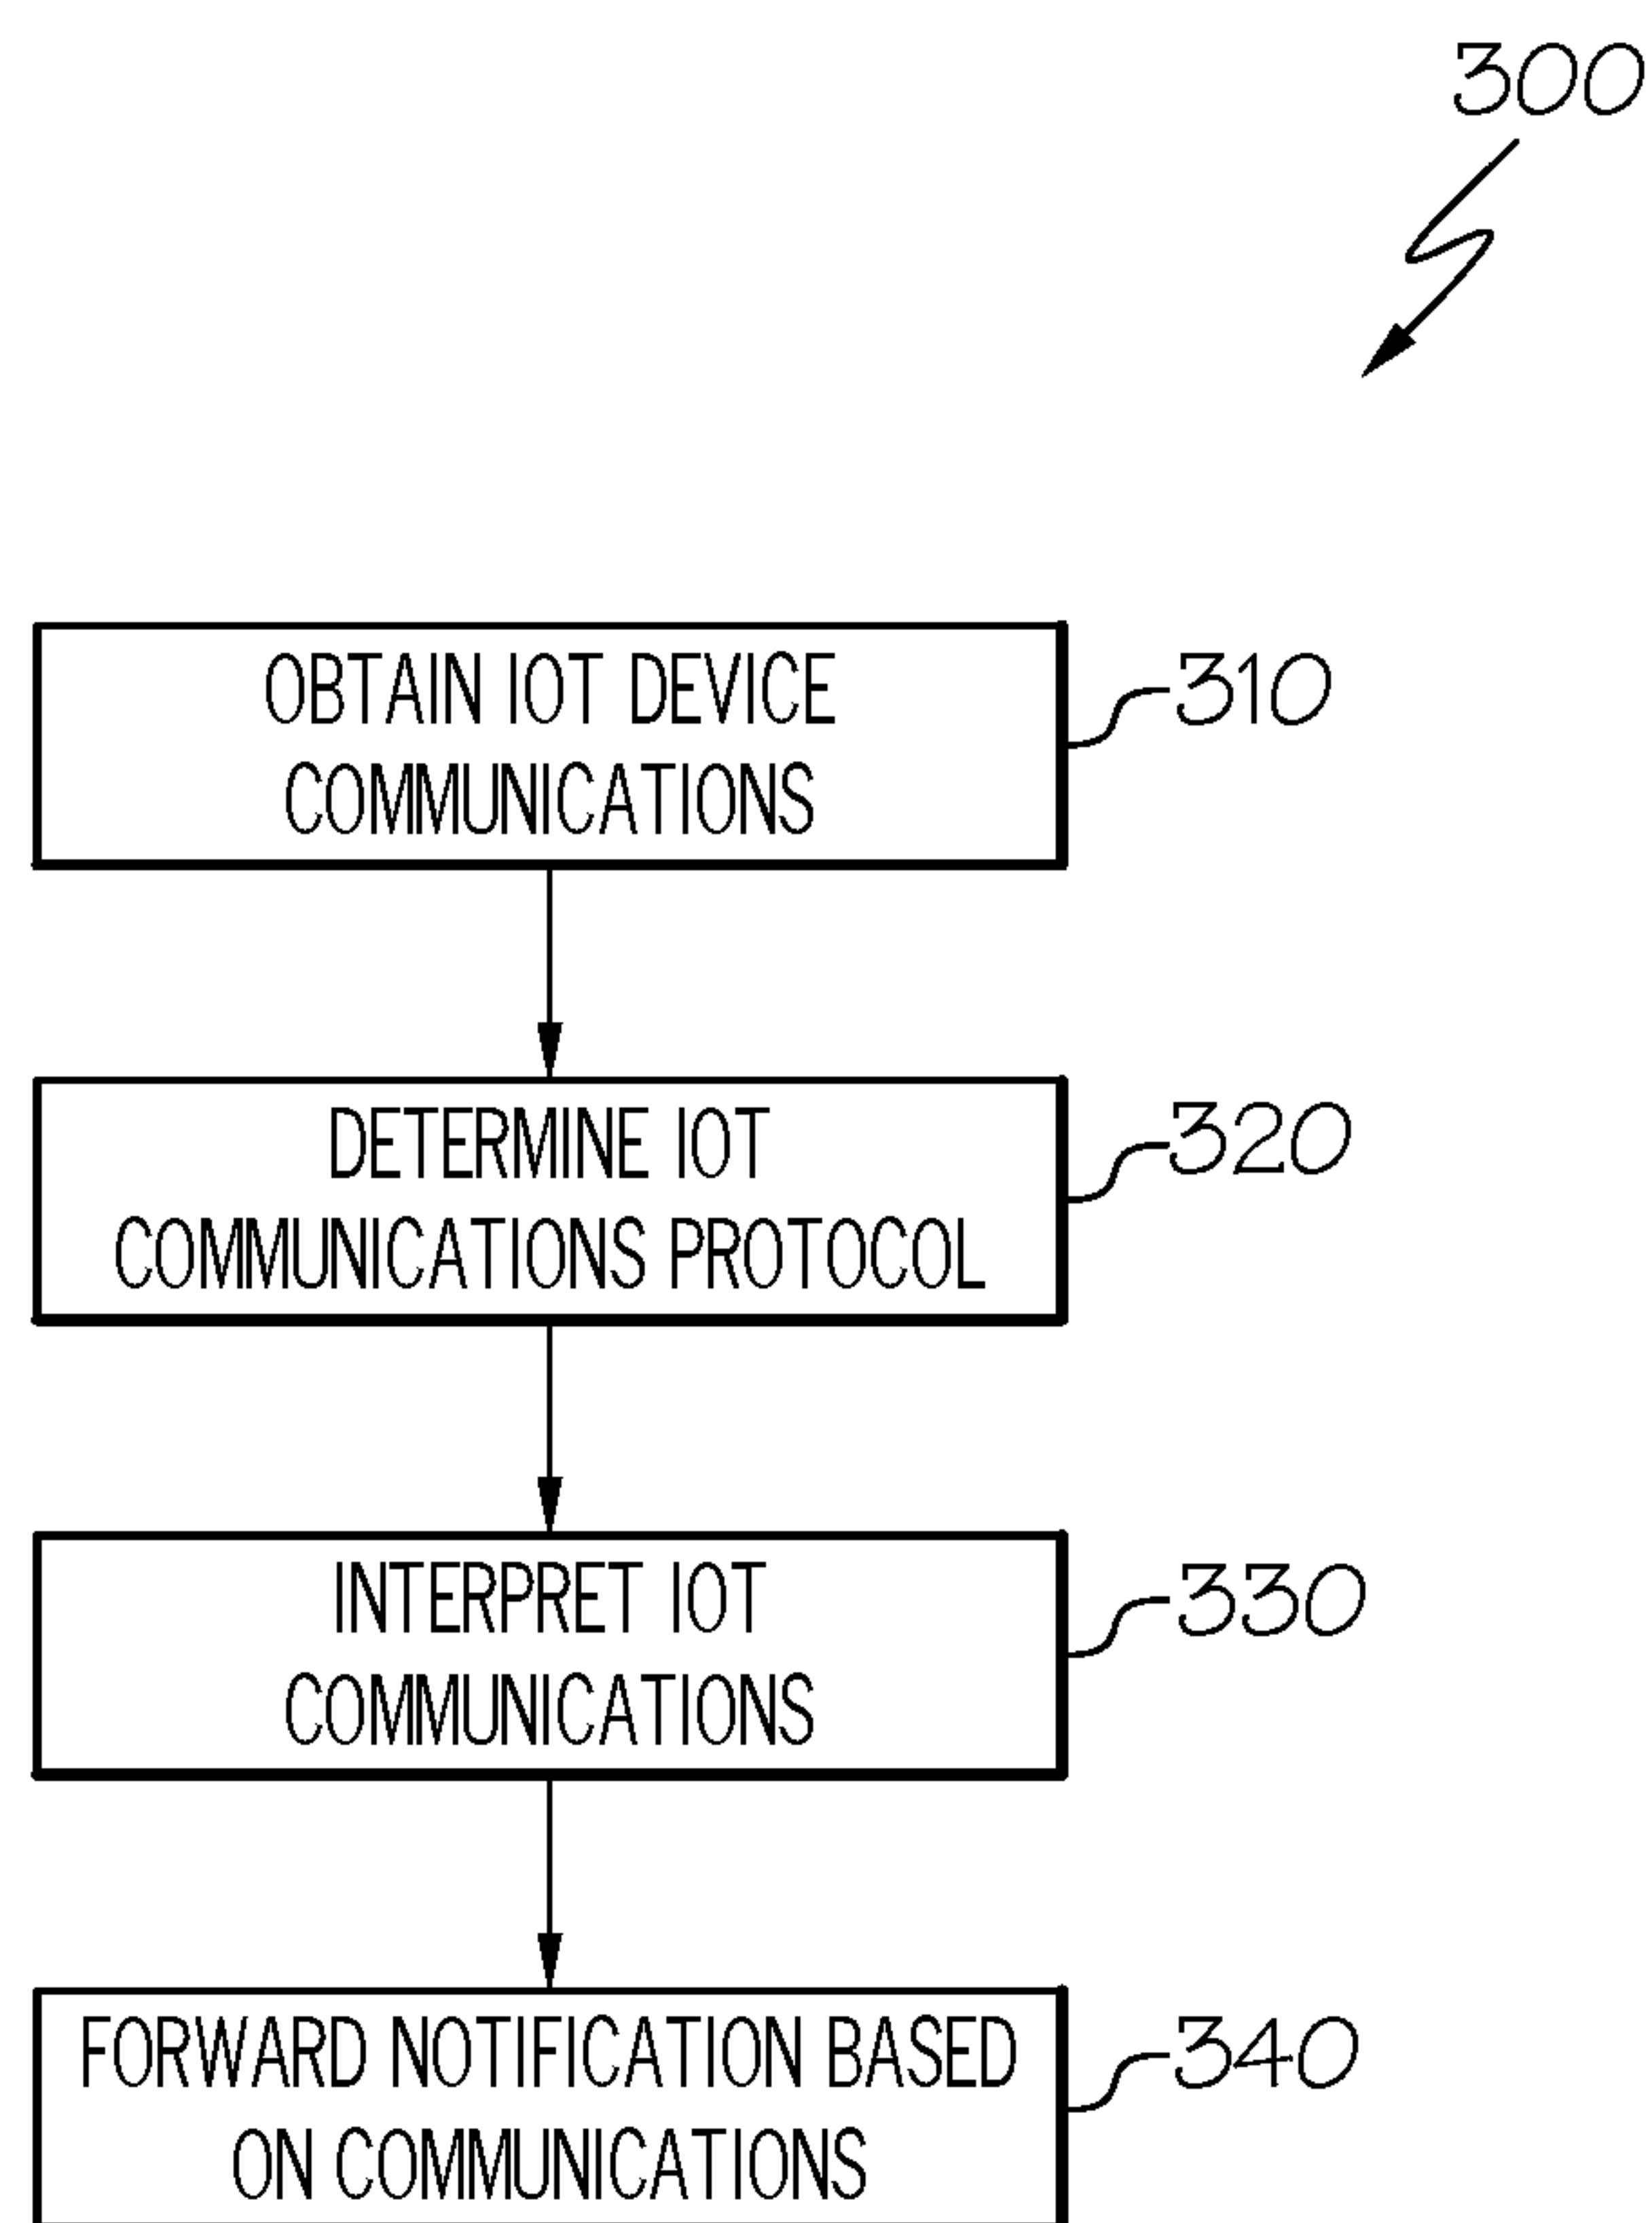 300
OBTAIN IOT DEVICE
COMMUNICATIONS
310
DETERMINE IOT
COMMUNICATIONS PROTOCOL
320
INTERPRET IOT
COMMUNICATIONS
330
FORWARD NOTIFICATION BASED
ON COMMUNICATIONS
340